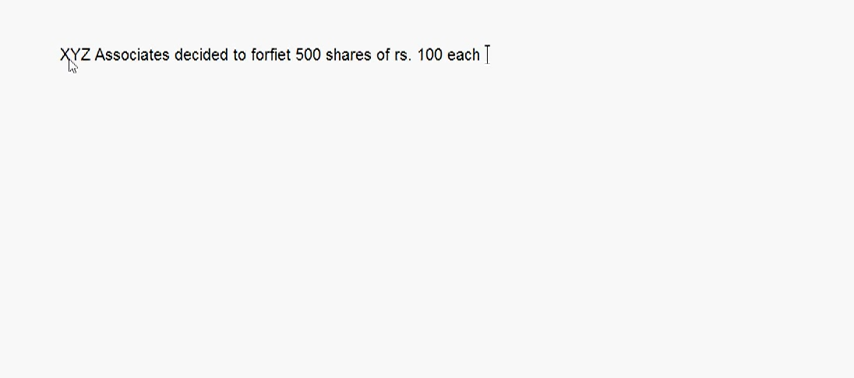 XYZ Associates decided to forfiet 500 shares of rs. 100 each